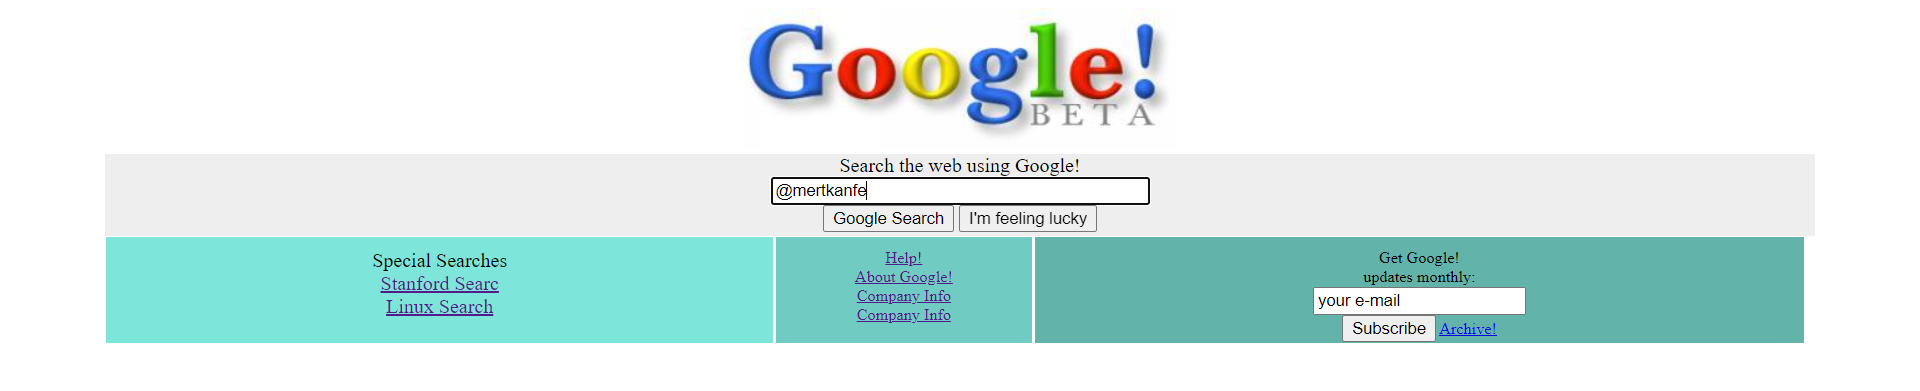 Google!
BETA
Search the web using Google!
@mertkanfe
Google Search I'm feeling lucky
Special Searches
Stanford Searc
Linux Search
Help!
About Google!
Company Info
Company Info
Get Google!
updates monthly:
your e-mail
Subscribe Archive!